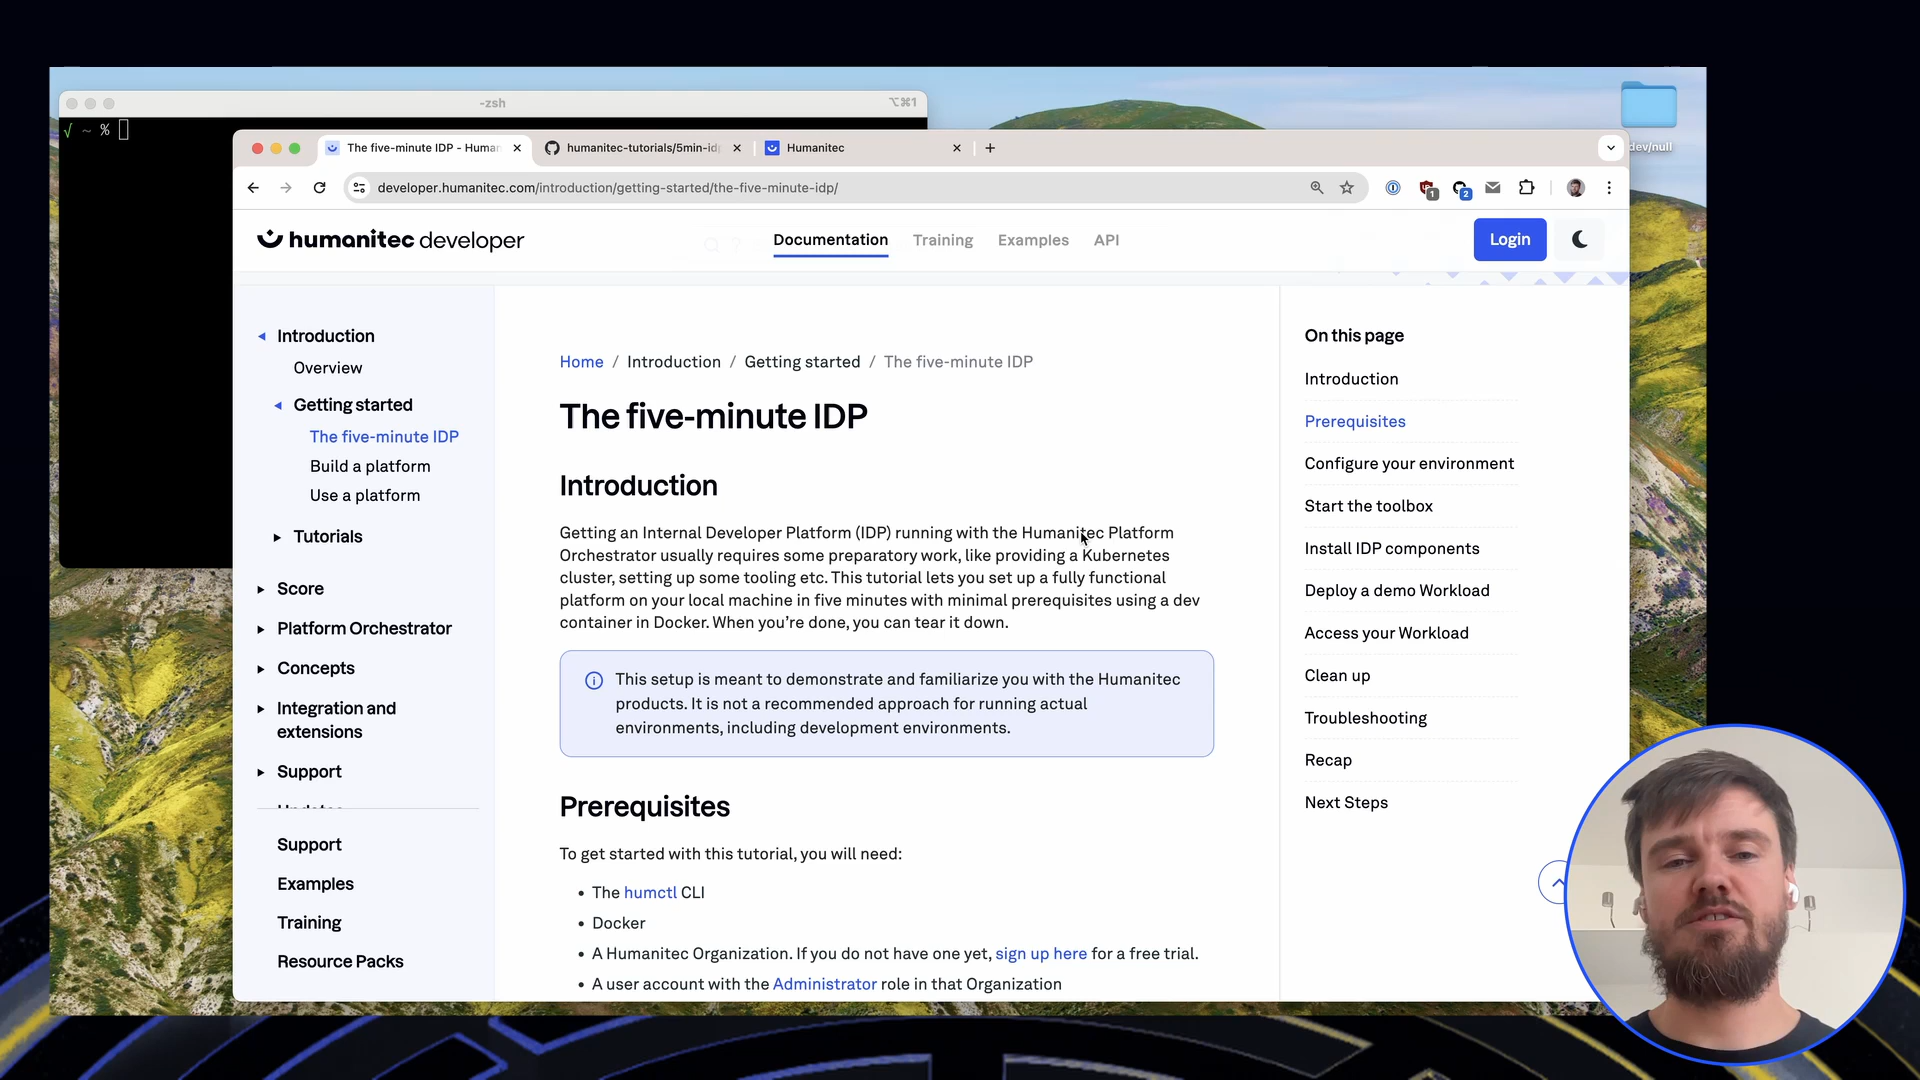 -zsh
⌥⌘1
√ ~ %
dev/null
The five-minute IDP - Human
humanitec-tutorials/5min-idp
Humanitec
developer.humanitec.com/introduction/getting-started/the-five-minute-idp/
1
2
humanitec developer
Documentation
Training
Examples
API
Login
Introduction
Overview
Getting started
The five-minute IDP
Build a platform
Use a platform
Tutorials
Score
Platform Orchestrator
Concepts
Integration and
extensions
Support
Support
Examples
Training
Resource Packs
Home / Introduction / Getting started / The five-minute IDP
The five-minute IDP
Introduction
Getting an Internal Developer Platform (IDP) running with the Humanitec Platform
Orchestrator usually requires some preparatory work, like providing a Kubernetes
cluster, setting up some tooling etc. This tutorial lets you set up a fully functional
platform on your local machine in five minutes with minimal prerequisites using a dev
container in Docker. When you’re done, you can tear it down.
This setup is meant to demonstrate and familiarize you with the Humanitec
products. It is not a recommended approach for running actual
environments, including development environments.
Prerequisites
To get started with this tutorial, you will need:
• The humctl CLI
• Docker
• A Humanitec Organization. If you do not have one yet, sign up here for a free trial.
• A user account with the Administrator role in that Organization
On this page
Introduction
Prerequisites
Configure your environment
Start the toolbox
Install IDP components
Deploy a demo Workload
Access your Workload
Clean up
Troubleshooting
Recap
Next Steps